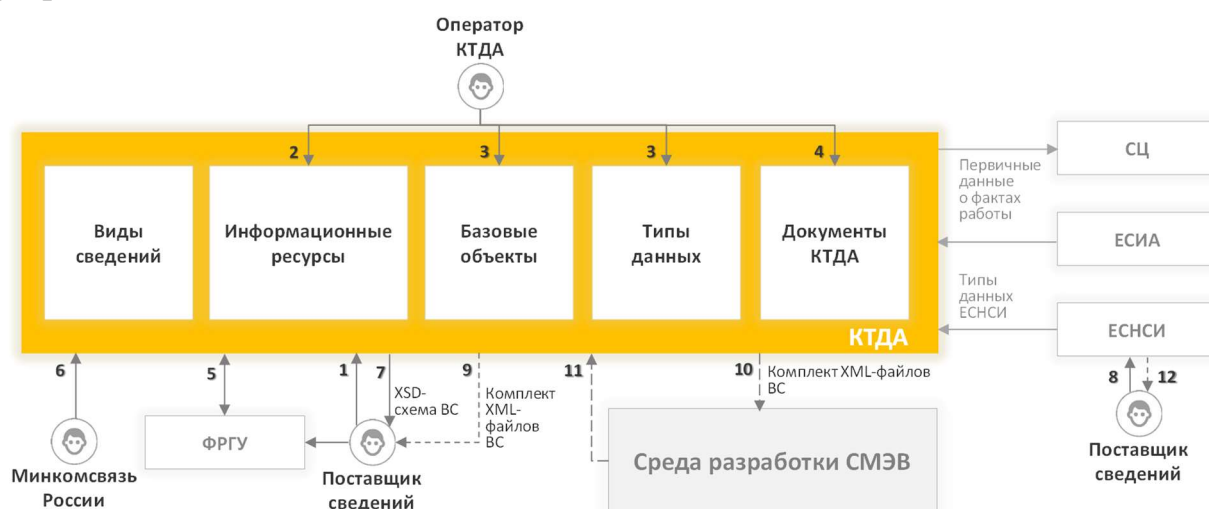 Оператор
КТДА
2
3
3
4
Виды
сведений
Информационные
ресурсы
Базовые
объекты
Типы
данных
Документы
КТДА
КТДА
Первичные
данные
о фактах
работы
СЦ
ЕСИА
Типы
данных
ЕСНСИ
ЕСНСИ
6
5
1
7
XSD-
схема ВС
9
Комплект
XML-
файлов
ВС
11
10
Комплект XML-файлов
ВС
8
12
ФРГУ
Среда разработки СМЭВ
Минкомсвязь
России
Поставщик
сведений
Поставщик
сведений